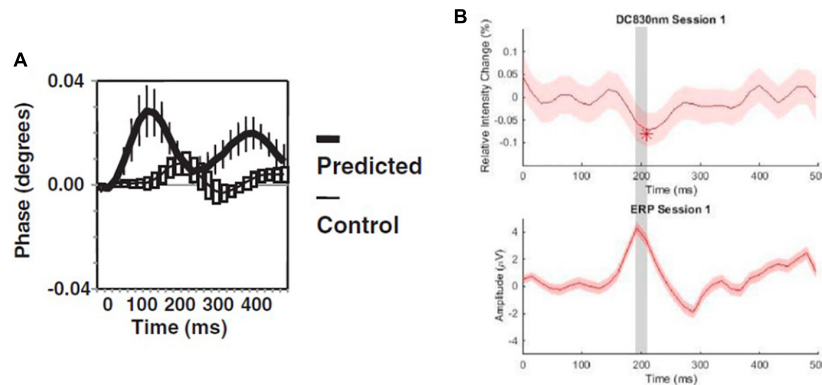 A
0.04
0.00
-0.04
Phase (degrees)
0 100 200 300 400
Time (ms)
Predicted
Control
B
DC830nm Session 1
Relative Intensity Change (%)
0.1
0.05
0
-0.05
-0.1
0 100 200 300 400 500
Time (ms)
ERP Session 1
Amplitude (μV)
4
2
0
-2
-4
0 100 200 300 400 50
Time (ms)